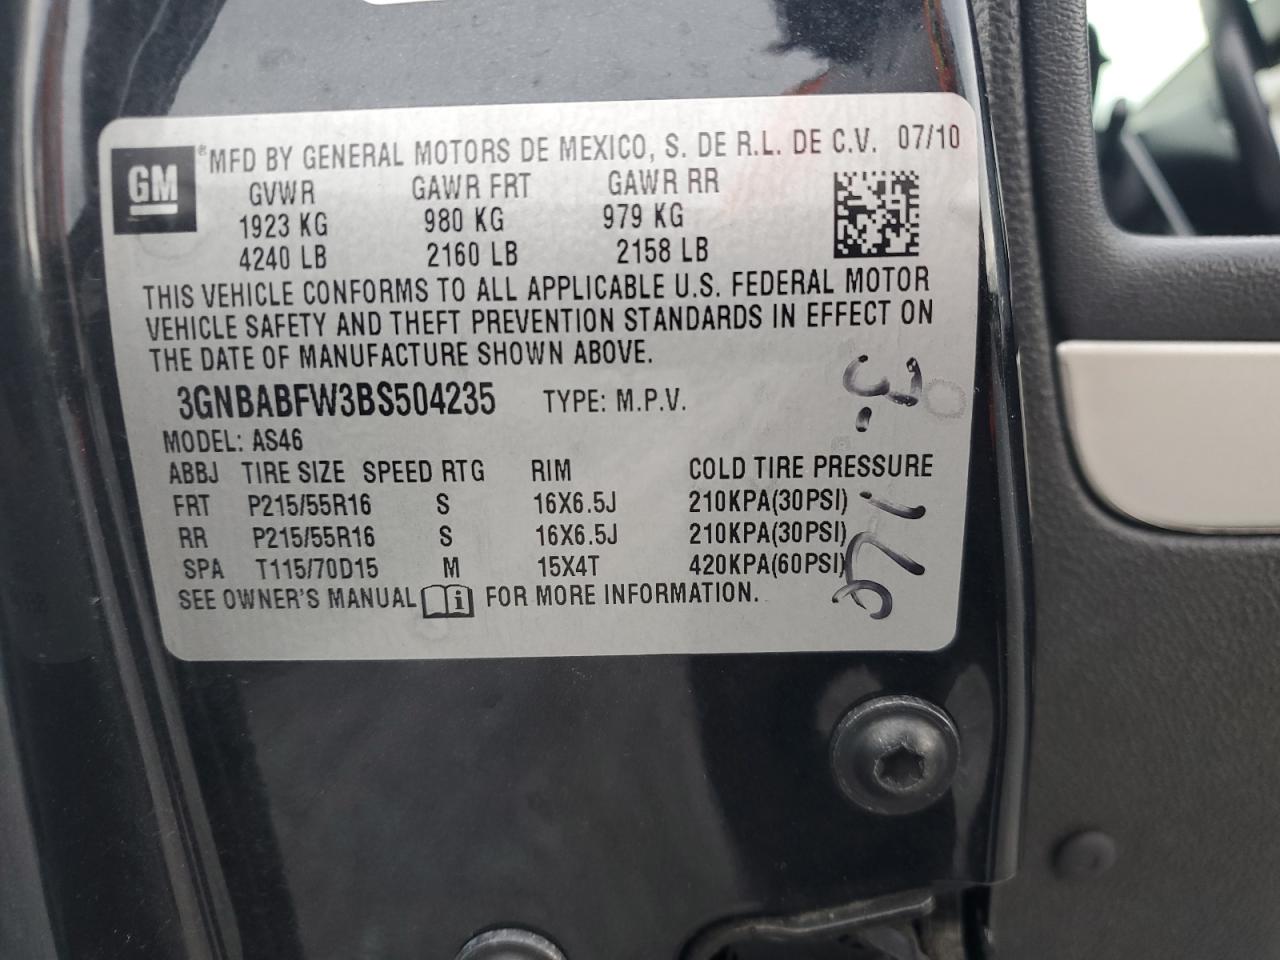 GM
®MFD BY GENERAL MOTORS DE MEXICO, S. DE R.L. DE C.V. 07/10
GVWR GAWR FRT GAWR RR
1923 KG 980 KG 979 KG
4240 LB 2160 LB 2158 LB
THIS VEHICLE CONFORMS TO ALL APPLICABLE U.S. FEDERAL MOTOR
VEHICLE SAFETY AND THEFT PREVENTION STANDARDS IN EFFECT ON
THE DATE OF MANUFACTURE SHOWN ABOVE.
3GNBABFW3BS504235 TYPE: M.P.V.
MODEL: AS46
ABBJ TIRE SIZE SPEED RTG RIM COLD TIRE PRESSURE
FRT P215/55R16 S 16X6.5J 210KPA(30PSI)
RR P215/55R16 S 16X6.5J 210KPA(30PSI)
SPA T115/70D15 M 15X4T 420KPA(60PSI)
SEE OWNER'S MANUAL i FOR MORE INFORMATION.